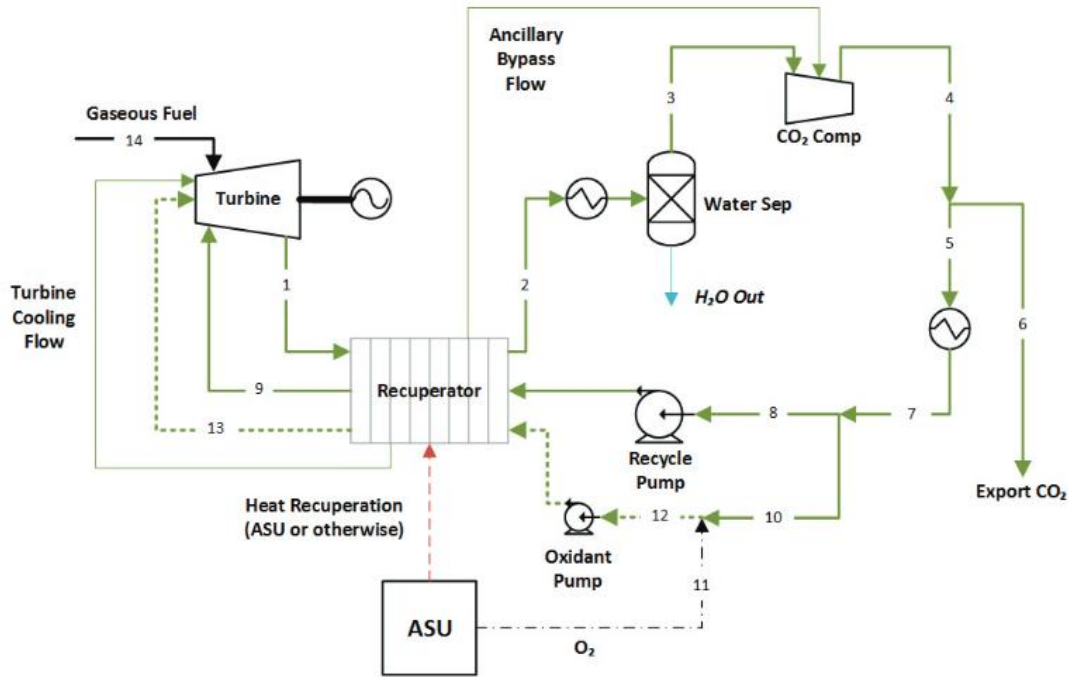 Ancillary
Bypass
Flow
3
4
Gaseous Fuel
14
CO₂ Comp
Turbine
Water Sep
5
1
2
H₂O Out
6
Turbine
Cooling
Flow
Recuperator
9
8
7
13
Recycle
Pump
Export CO₂
Heat Recuperation
(ASU or otherwise)
12
10
Oxidant
Pump
11
ASU
O₂